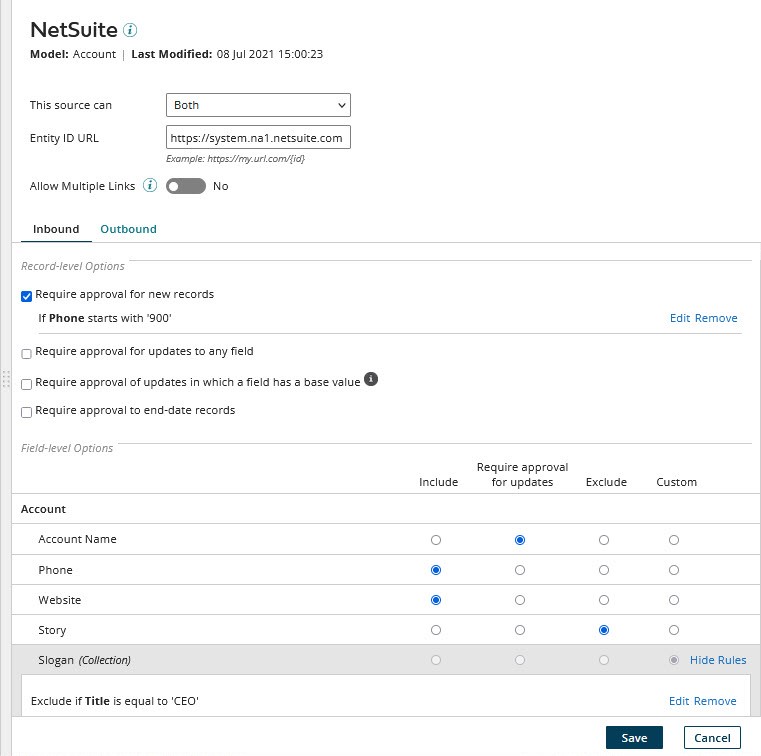 NetSuite
Model: Account | Last Modified: 08 Jul 2021 15:00:23
This source can Both
Entity ID URL https://system.na1.netsuite.com
Example: https://my.url.com/{id}
Allow Multiple Links No
Inbound Outbound
Record-level Options
Require approval for new records
If Phone starts with '900' Edit Remove
Require approval for updates to any field
Require approval of updates in which a field has a base value
Require approval to end-date records
Field-level Options
Include Require approval for updates Exclude Custom
Account
Account Name
Phone
Website
Story
Slogan (Collection) Hide Rules
Exclude if Title is equal to 'CEO' Edit Remove
Save Cancel